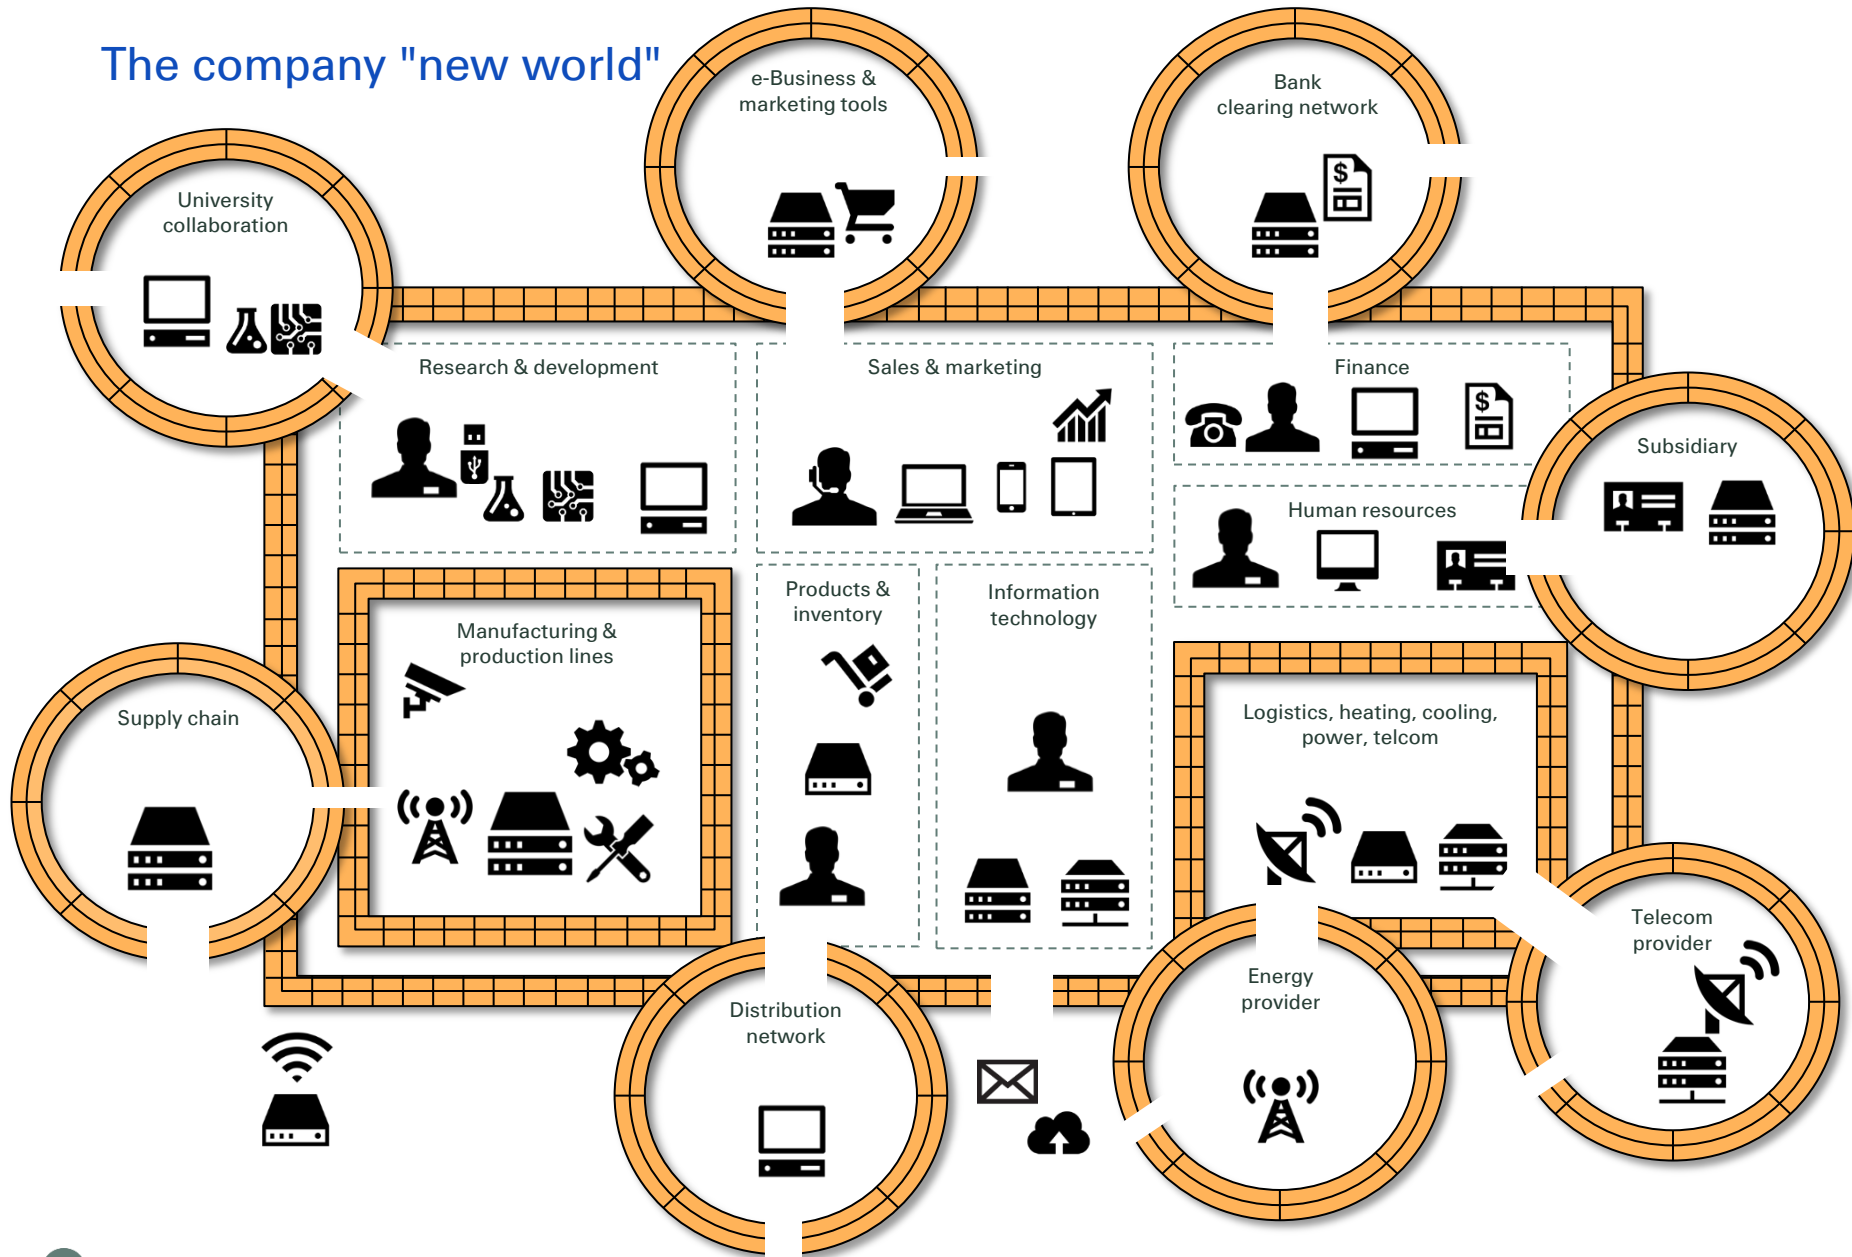 The company "new world"
e-Business &
marketing tools
Bank
clearing network
$
University
collaboration
Research & development
Sales & marketing
Finance
$
Subsidiary
Human resources
Products &
inventory
Information
technology
Manufacturing &
production lines
Supply chain
Logistics, heating, cooling,
power, telcom
Telecom
provider
Energy
provider
Distribution
network